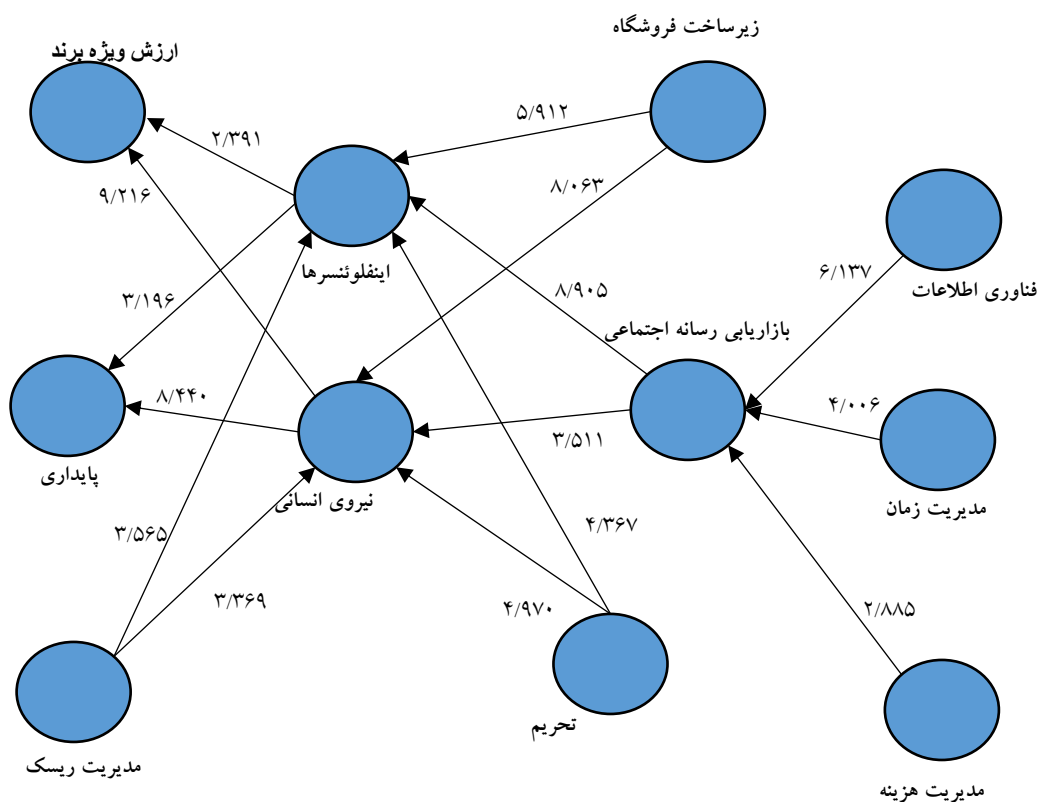 زیرساخت فروشگاه
ارزش ویژه برند
۵/۹۱۲
۲/۳۹۱
۸/۰۶۳
۹/۲۱۶
اینفلوئنسرها
۶/۱۳۷
فناوری اطلاعات
۸/۹۰۵
۳/۱۹۶
بازاریابی رسانه اجتماعی
۸/۴۴۰
۴/۰۰۶
۳/۵۱۱
پایداری
نیروی انسانی
مدیریت زمان
۳/۵۶۵
۴/۳۶۷
۳/۳۶۹
۴/۹۷۰
۲/۸۸۵
تحریم
مدیریت ریسک
مدیریت هزینه